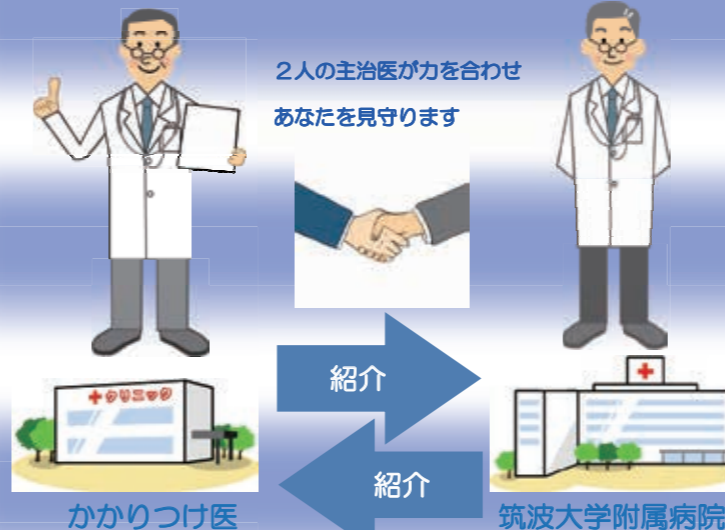 ２人の主治医が力を合わせ
あなたを見守ります
紹介
クリニック
紹介
かかりつけ医
筑波大学附属病院